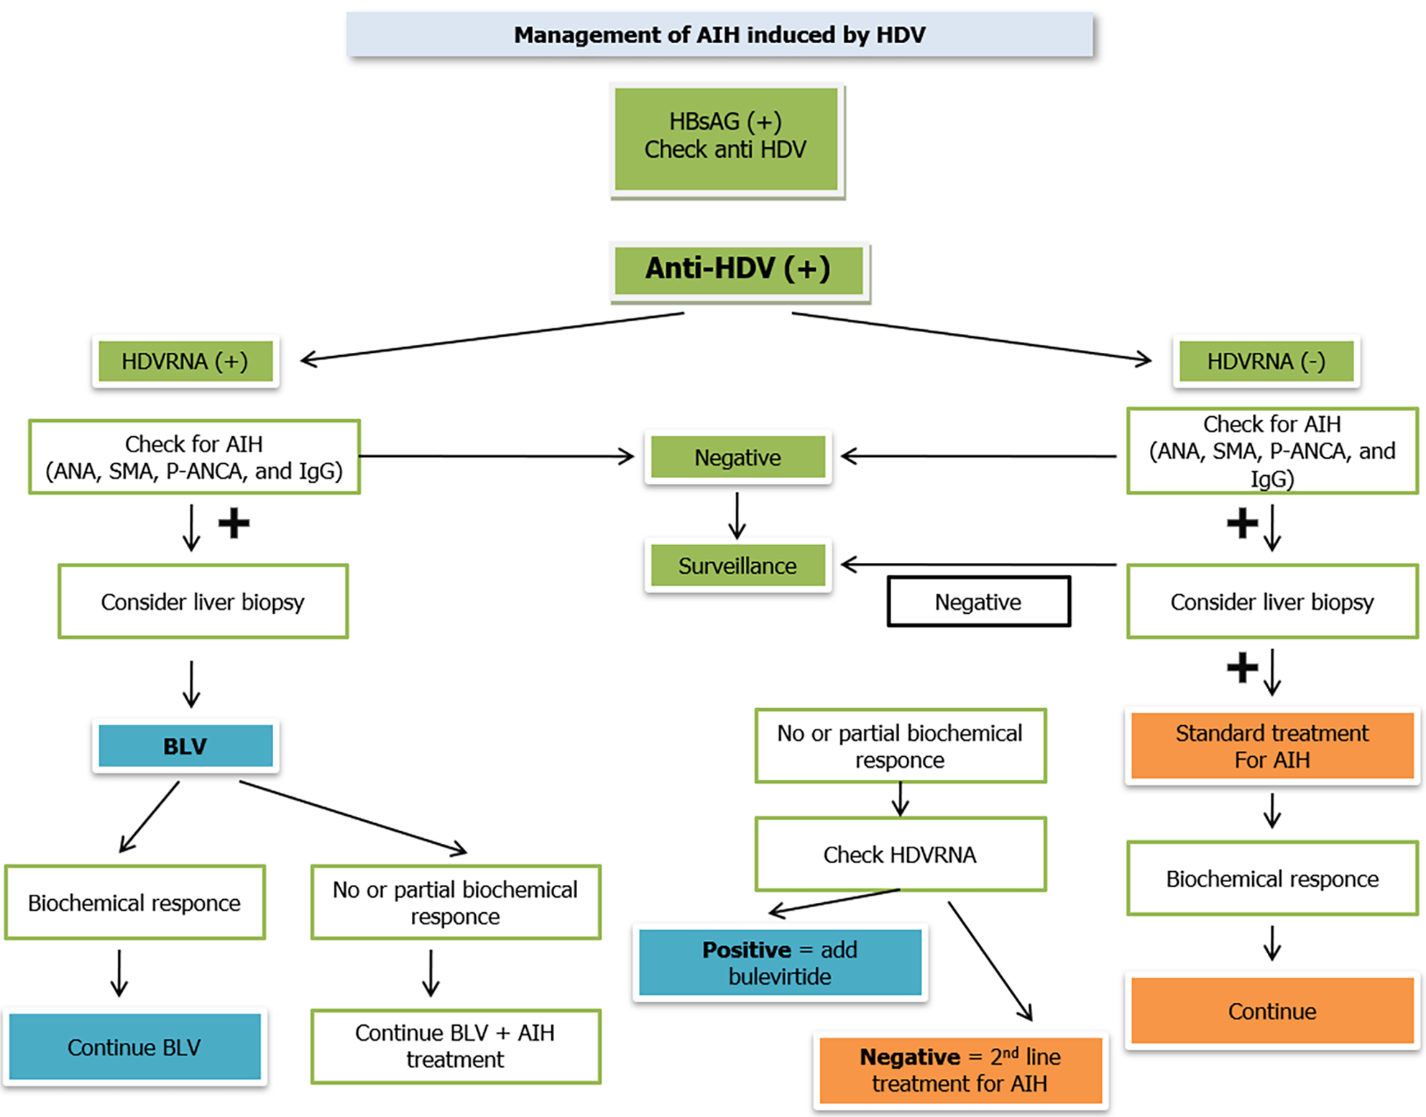 Management of AIH induced by HDV
HBsAG (+)
Check anti HDV
Anti-HDV (+)
HDVRNA (+)
HDVRNA (-)
Check for AIH
(ANA, SMA, P-ANCA, and IgG)
Negative
Check for AIH
(ANA, SMA, P-ANCA, and
IgG)
+
+
Consider liver biopsy
Surveillance
Negative
Consider liver biopsy
+
BLV
No or partial biochemical
responce
Standard treatment
For AIH
Biochemical responce
No or partial biochemical
responce
Check HDVRNA
Biochemical responce
Positive = add
bulevirtide
Continue BLV
Continue BLV + AIH
treatment
Negative = 2nd line
treatment for AIH
Continue